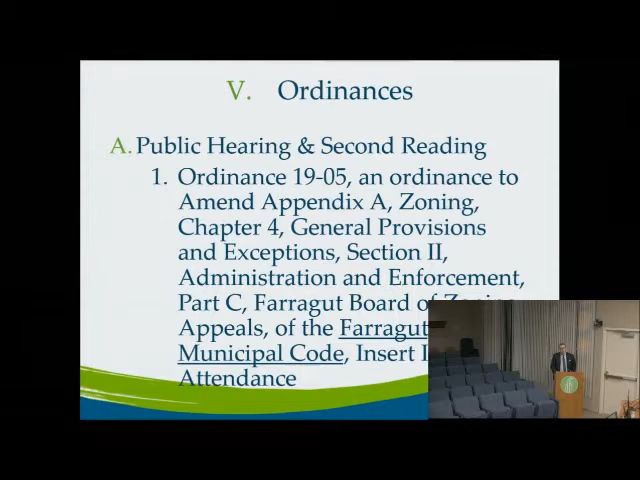 V. Ordinances
A. Public Hearing & Second Reading
1. Ordinance 19-05, an ordinance to
Amend Appendix A, Zoning,
Chapter 4, General Provisions
and Exceptions, Section II,
Administration and Enforcement,
Part C, Farragut Board of Zoning
Appeals, of the Farragut
Municipal Code, Insert
Attendance